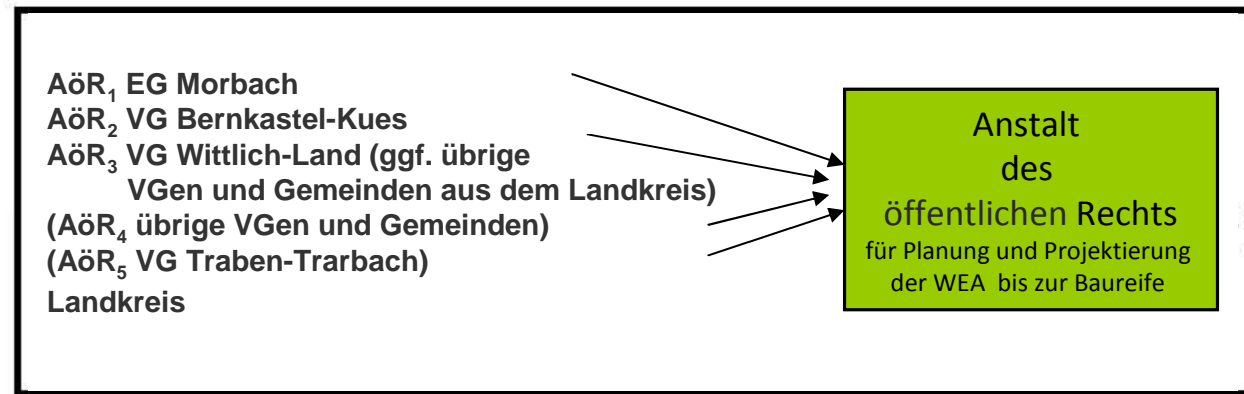 AöR₁ EG Morbach
AöR₂ VG Bernkastel-Kues
AöR₃ VG Wittlich-Land (ggf. übrige
VGen und Gemeinden aus dem Landkreis)
(AöR₄ übrige VGen und Gemeinden)
(AöR₅ VG Traben-Trarbach)
Landkreis
Anstalt
des
öffentlichen Rechts
für Planung und Projektierung
der WEA bis zur Baureife